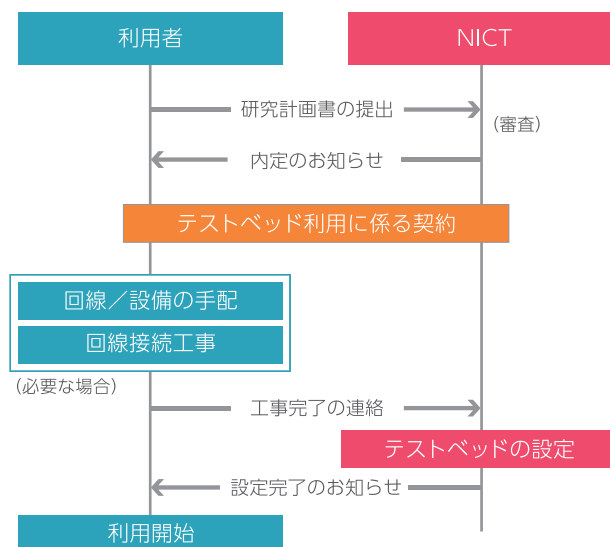 利用者
NICT
研究計画書の提出
(審査)
内定のお知らせ
テストベッド利用に係る契約
回線／設備の手配
回線接続工事
(必要な場合)
工事完了の連絡
テストベッドの設定
設定完了のお知らせ
利用開始